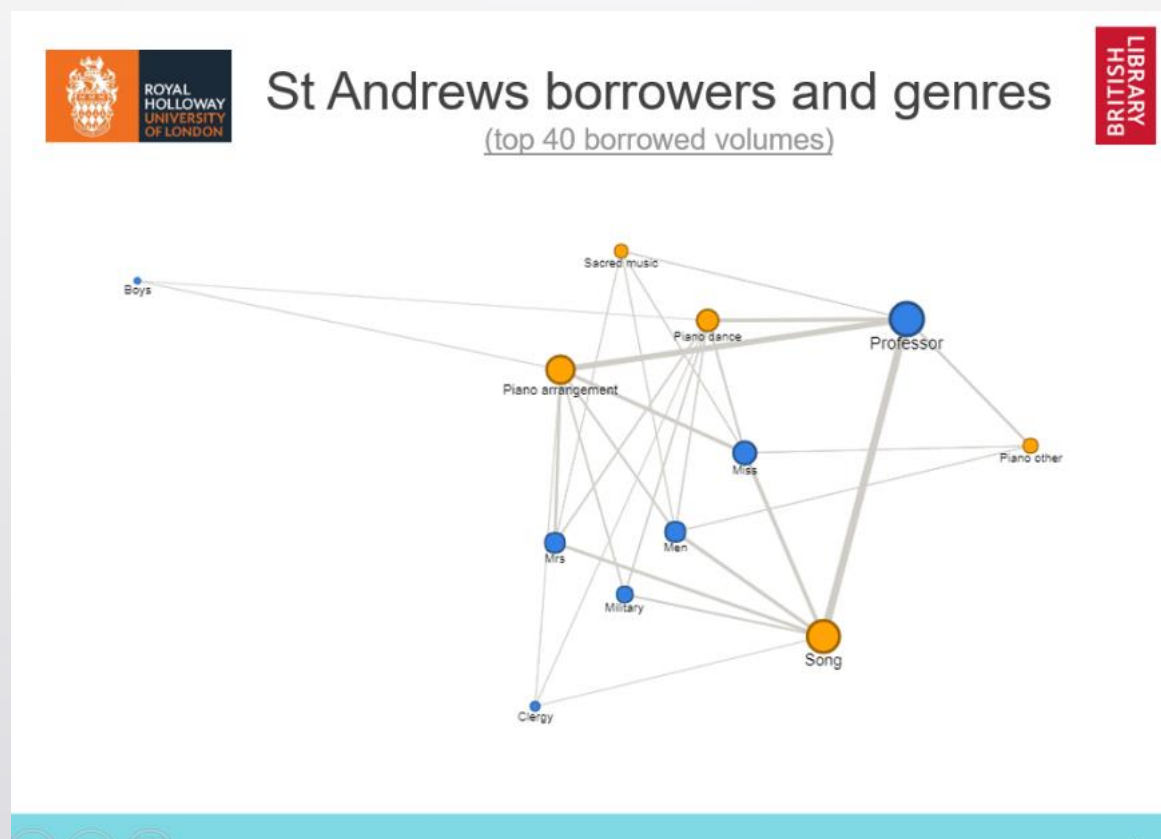 ROYAL
HOLLOWAY
UNIVERSITY
OF LONDON
St Andrews borrowers and genres
(top 40 borrowed volumes)
BRITISH
LIBRARY
Sacred music
Boys
Piano dance
Professor
Piano arrangement
Miss
Piano other
Men
Mrs
Military
Song
Clergy